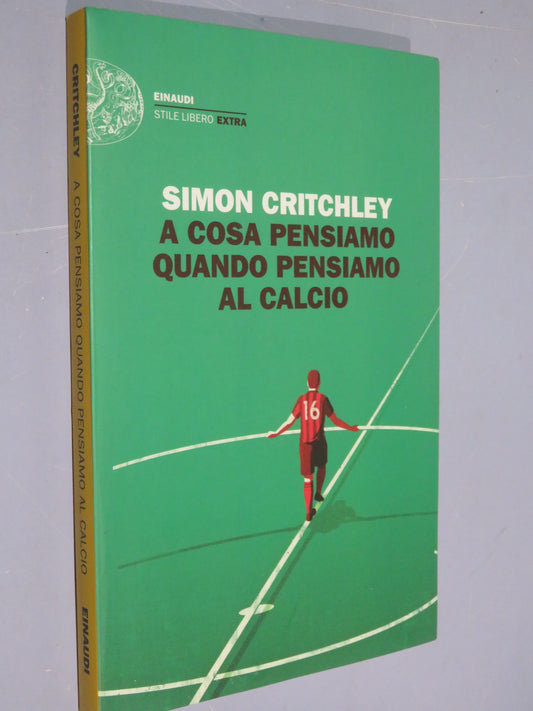 EINAUDI
STILE LIBERO EXTRA
SIMON CRITCHLEY
A COSA PENSIAMO
QUANDO PENSIAMO
AL CALCIO
16
CRITCHLEY A COSA PENSIAMO QUANDO PENSIAMO AL CALCIO EINAUDI